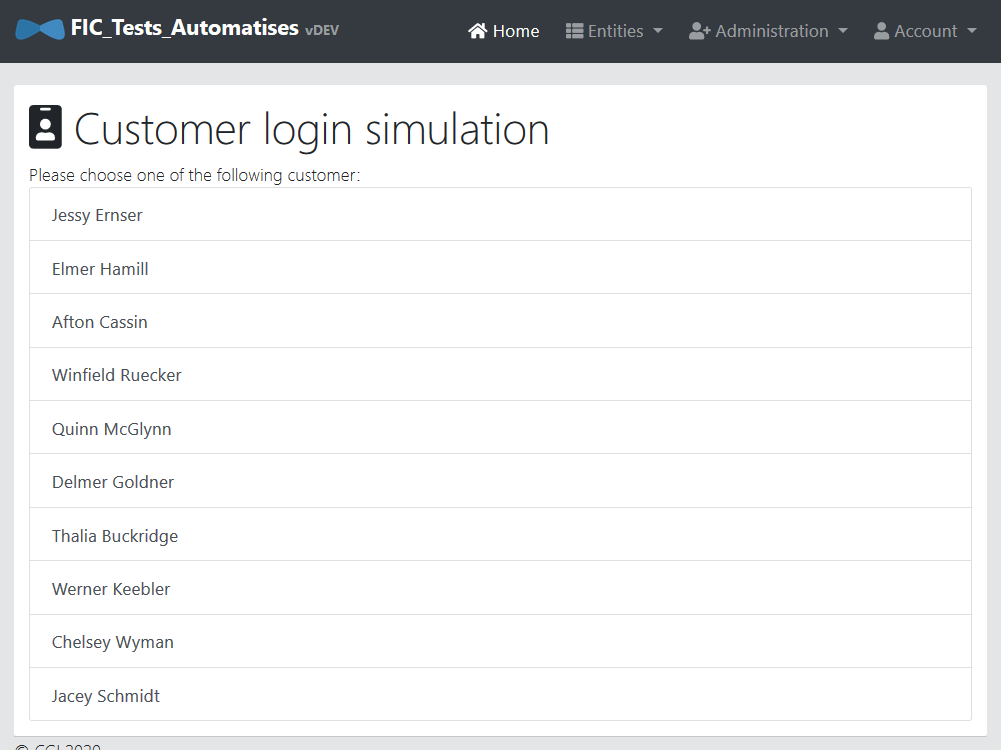 FIC_Tests_Automatises vDEV Home Entities Administration Account
Customer login simulation
Please choose one of the following customer:
Jessy Ernser
Elmer Hamill
Afton Cassin
Winfield Ruecker
Quinn McGlynn
Delmer Goldner
Thalia Buckridge
Werner Keebler
Chelsey Wyman
Jacey Schmidt
© CGI 2020